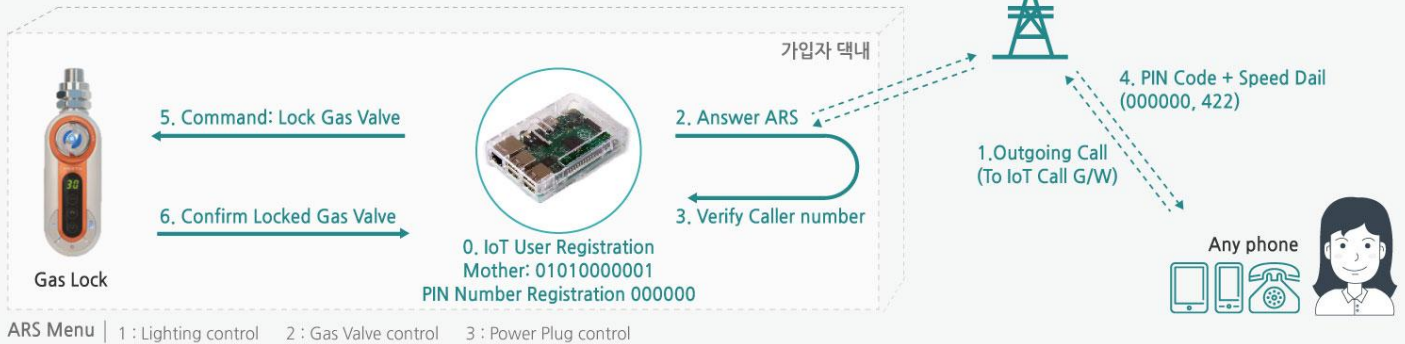 가입자 댁내
4. PIN Code + Speed Dail
(000000, 422)
5. Command: Lock Gas Valve
2. Answer ARS
1.Outgoing Call
(To IoT Call G/W)
30
6. Confirm Locked Gas Valve
3. Verify Caller number
0. IoT User Registration
Mother: 01010000001
PIN Number Registration 000000
Any phone
Gas Lock
ARS Menu | 1 : Lighting control 2 : Gas Valve control 3 : Power Plug control